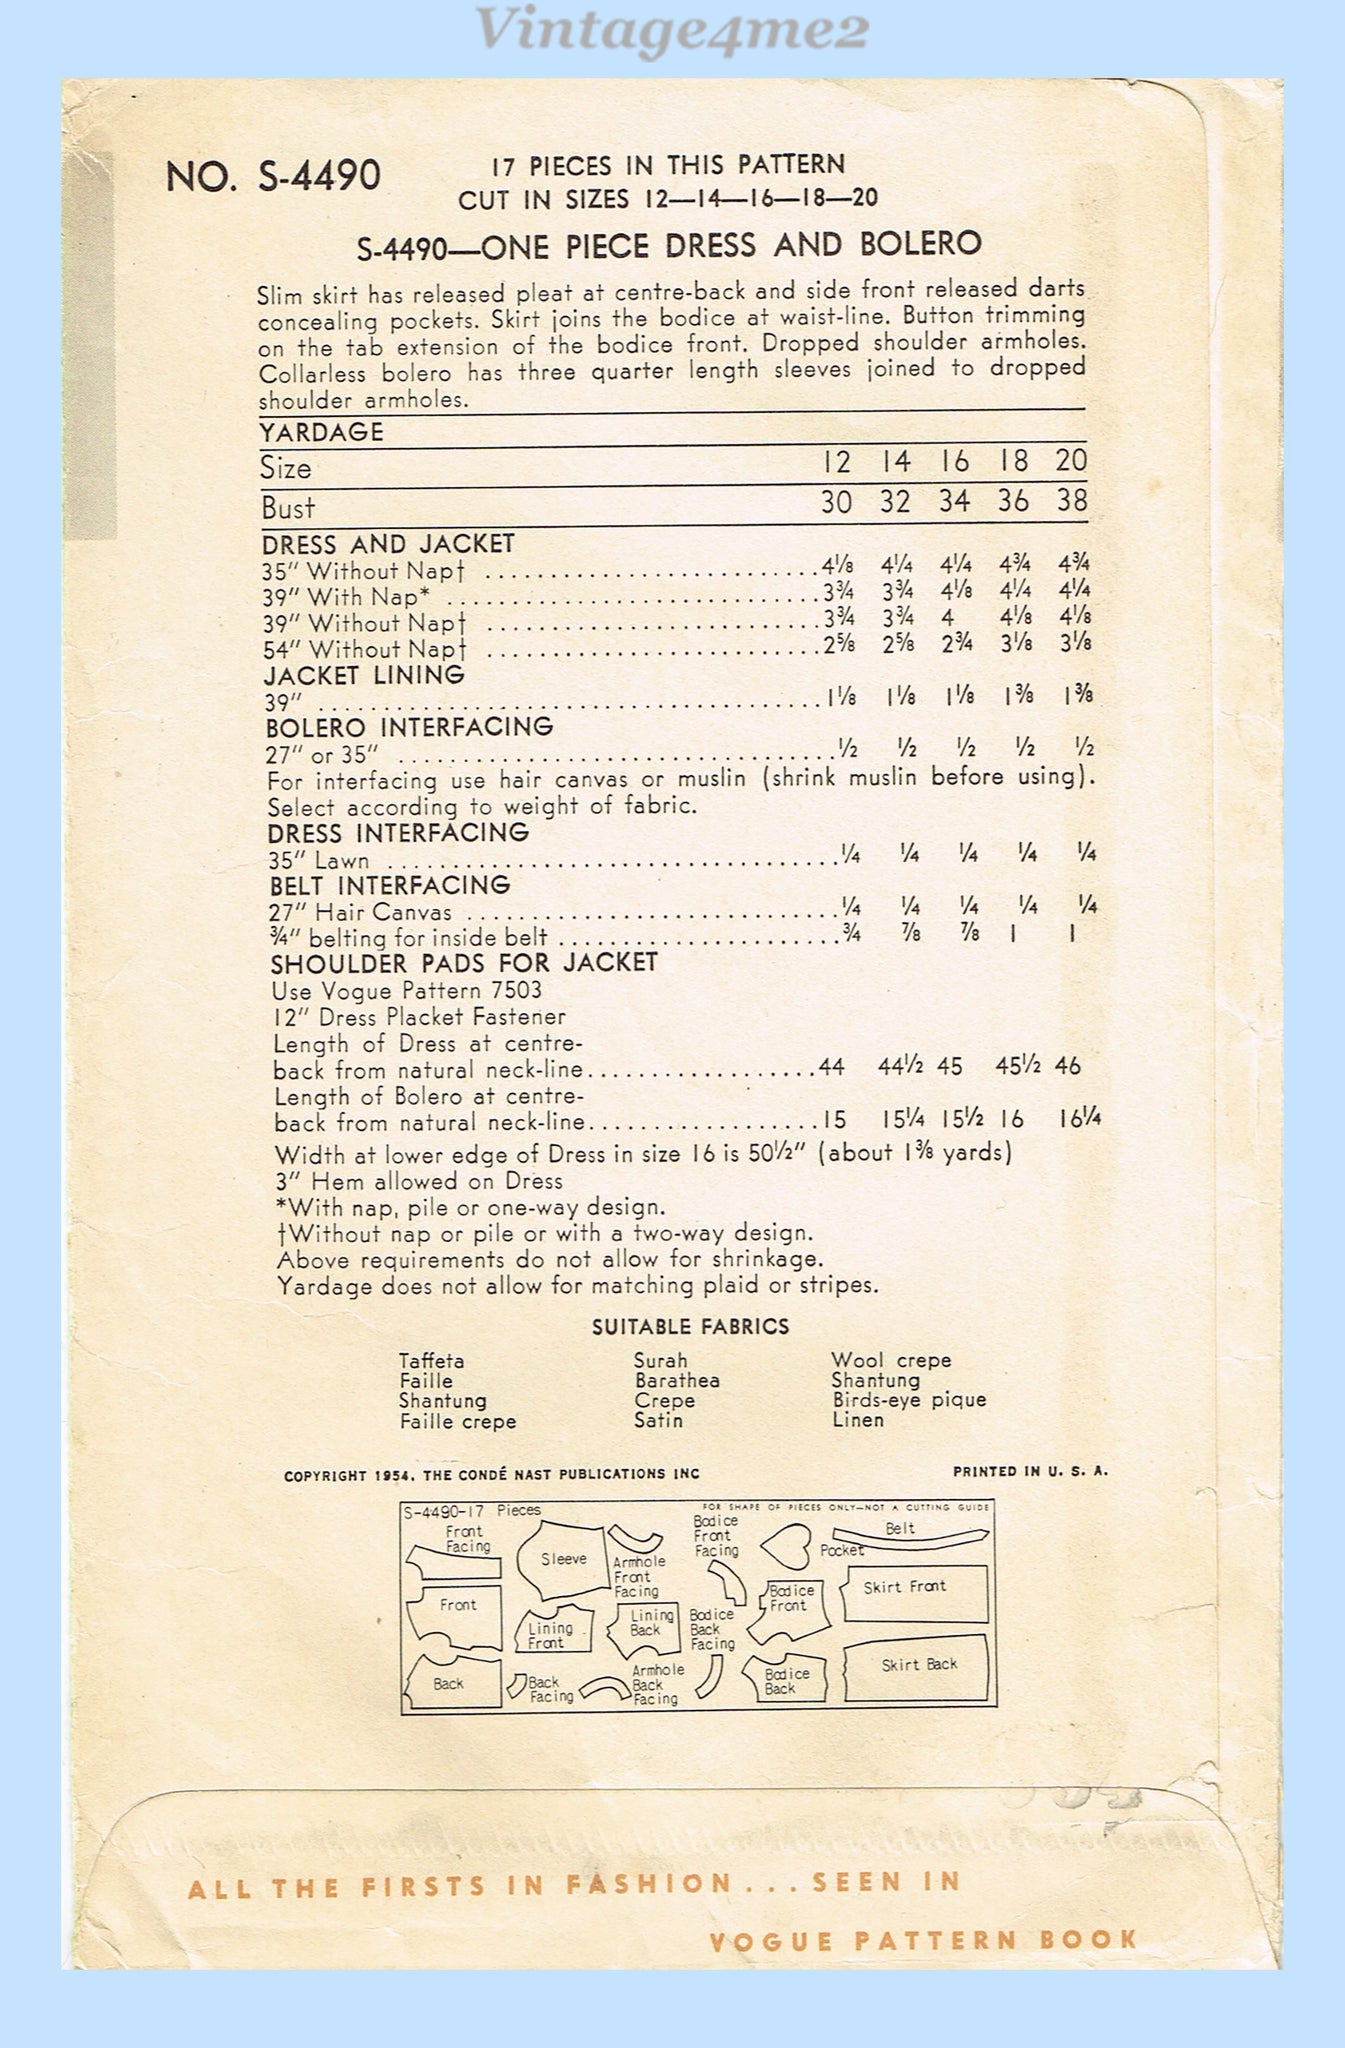 Vintage4me2
NO. S-4490
17 PIECES IN THIS PATTERN
CUT IN SIZES 12—14—16—18—20
S-4490—ONE PIECE DRESS AND BOLERO
Slim skirt has released pleat at centre-back and side front released darts
concealing pockets. Skirt joins the bodice at waist-line. Button trimming
on the tab extension of the bodice front. Dropped shoulder armholes.
Collarless bolero has three quarter length sleeves joined to dropped
shoulder armholes.
YARDAGE
Size 12 14 16 18 20
Bust 30 32 34 36 38
DRESS AND JACKET
35" Without Nap† ..........4⅛ 4¼ 4¼ 4¾ 4¾
39" With Nap* ..........3¾ 3¾ 4⅛ 4¼ 4¼
39" Without Nap† ..........3¾ 3¾ 4 4⅛ 4⅛
54" Without Nap† ..........2⅝ 2⅝ 2¾ 3⅛ 3⅛
JACKET LINING
39" ..........1⅛ 1⅛ 1⅛ 1⅜ 1⅜
BOLERO INTERFACING
27" or 35" ..........½ ½ ½ ½ ½
For interfacing use hair canvas or muslin (shrink muslin before using).
Select according to weight of fabric.
DRESS INTERFACING
35" Lawn ..........¼ ¼ ¼ ¼ ¼
BELT INTERFACING
27" Hair Canvas ..........¼ ¼ ¼ ¼ ¼
¾" belting for inside belt ..........¾ ⅞ ⅞ 1 1
SHOULDER PADS FOR JACKET
Use Vogue Pattern 7503
12" Dress Placket Fastener
Length of Dress at centre-
back from natural neck-line..........44 44½ 45 45½ 46
Length of Bolero at centre-
back from natural neck-line..........15 15¼ 15½ 16 16¼
Width at lower edge of Dress in size 16 is 50½" (about 1⅜ yards)
3" Hem allowed on Dress
*With nap, pile or one-way design.
†Without nap or pile or with a two-way design.
Above requirements do not allow for shrinkage.
Yardage does not allow for matching plaid or stripes.
SUITABLE FABRICS
Taffeta Surah Wool crepe
Faille Barathea Shantung
Shantung Crepe Birds-eye pique
Faille crepe Satin Linen
COPYRIGHT 1954. THE CONDÉ NAST PUBLICATIONS INC
PRINTED IN U. S. A.
S-4490-17 Pieces
FOR SHAPE OF PIECES ONLY—NOT A CUTTING GUIDE
Front
Facing
Sleeve
Armhole
Front
Facing
Bodice
Front
Facing
Pocket
Belt
Front
Lining
Front
Lining
Back
Bodice
Back
Facing
Bodice
Front
Skirt Front
Back
Back
Facing
Armhole
Back
Facing
Bodice
Back
Skirt Back
ALL THE FIRSTS IN FASHION... SEEN IN
VOGUE PATTERN BOOK